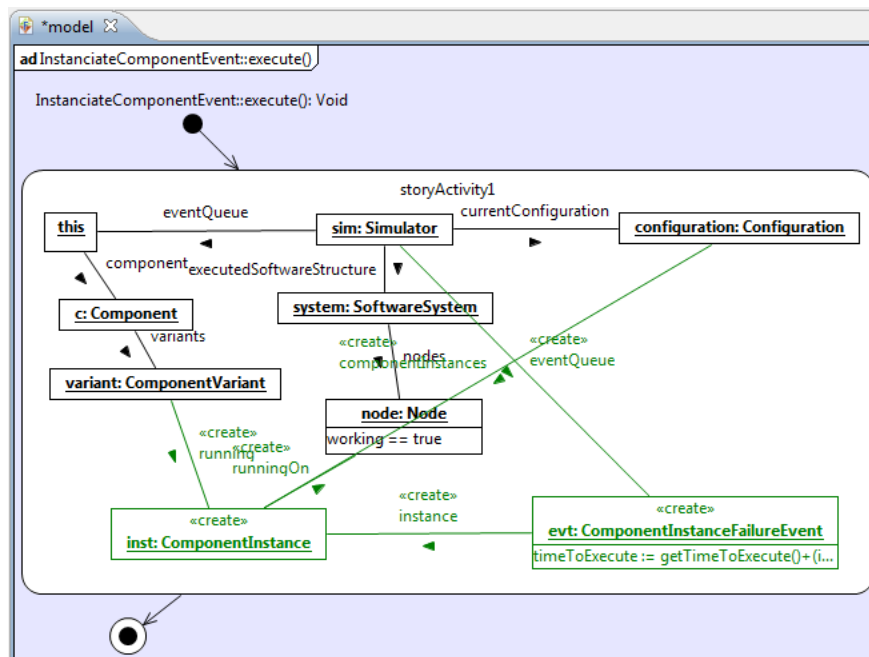 *model
ad InstanciateComponentEvent::execute()
InstanciateComponentEvent::execute(): Void
storyActivity1
eventQueue
currentConfiguration
this
sim: Simulator
configuration: Configuration
component
executedSoftwareStructure
c: Component
system: SoftwareSystem
variants
«create»
componentInstances
nodes
«create»
eventQueue
variant: ComponentVariant
node: Node
working == true
«create»
running
«create»
runningOn
«create»
instance
«create»
inst: ComponentInstance
«create»
evt: ComponentInstanceFailureEvent
timeToExecute := getTimeToExecute()+(i...